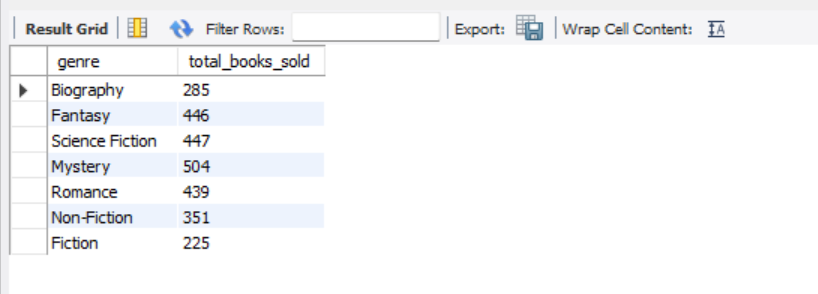 Result Grid Filter Rows: Export: Wrap Cell Content: IA
genre total_books_sold
Biography 285
Fantasy 446
Science Fiction 447
Mystery 504
Romance 439
Non-Fiction 351
Fiction 225